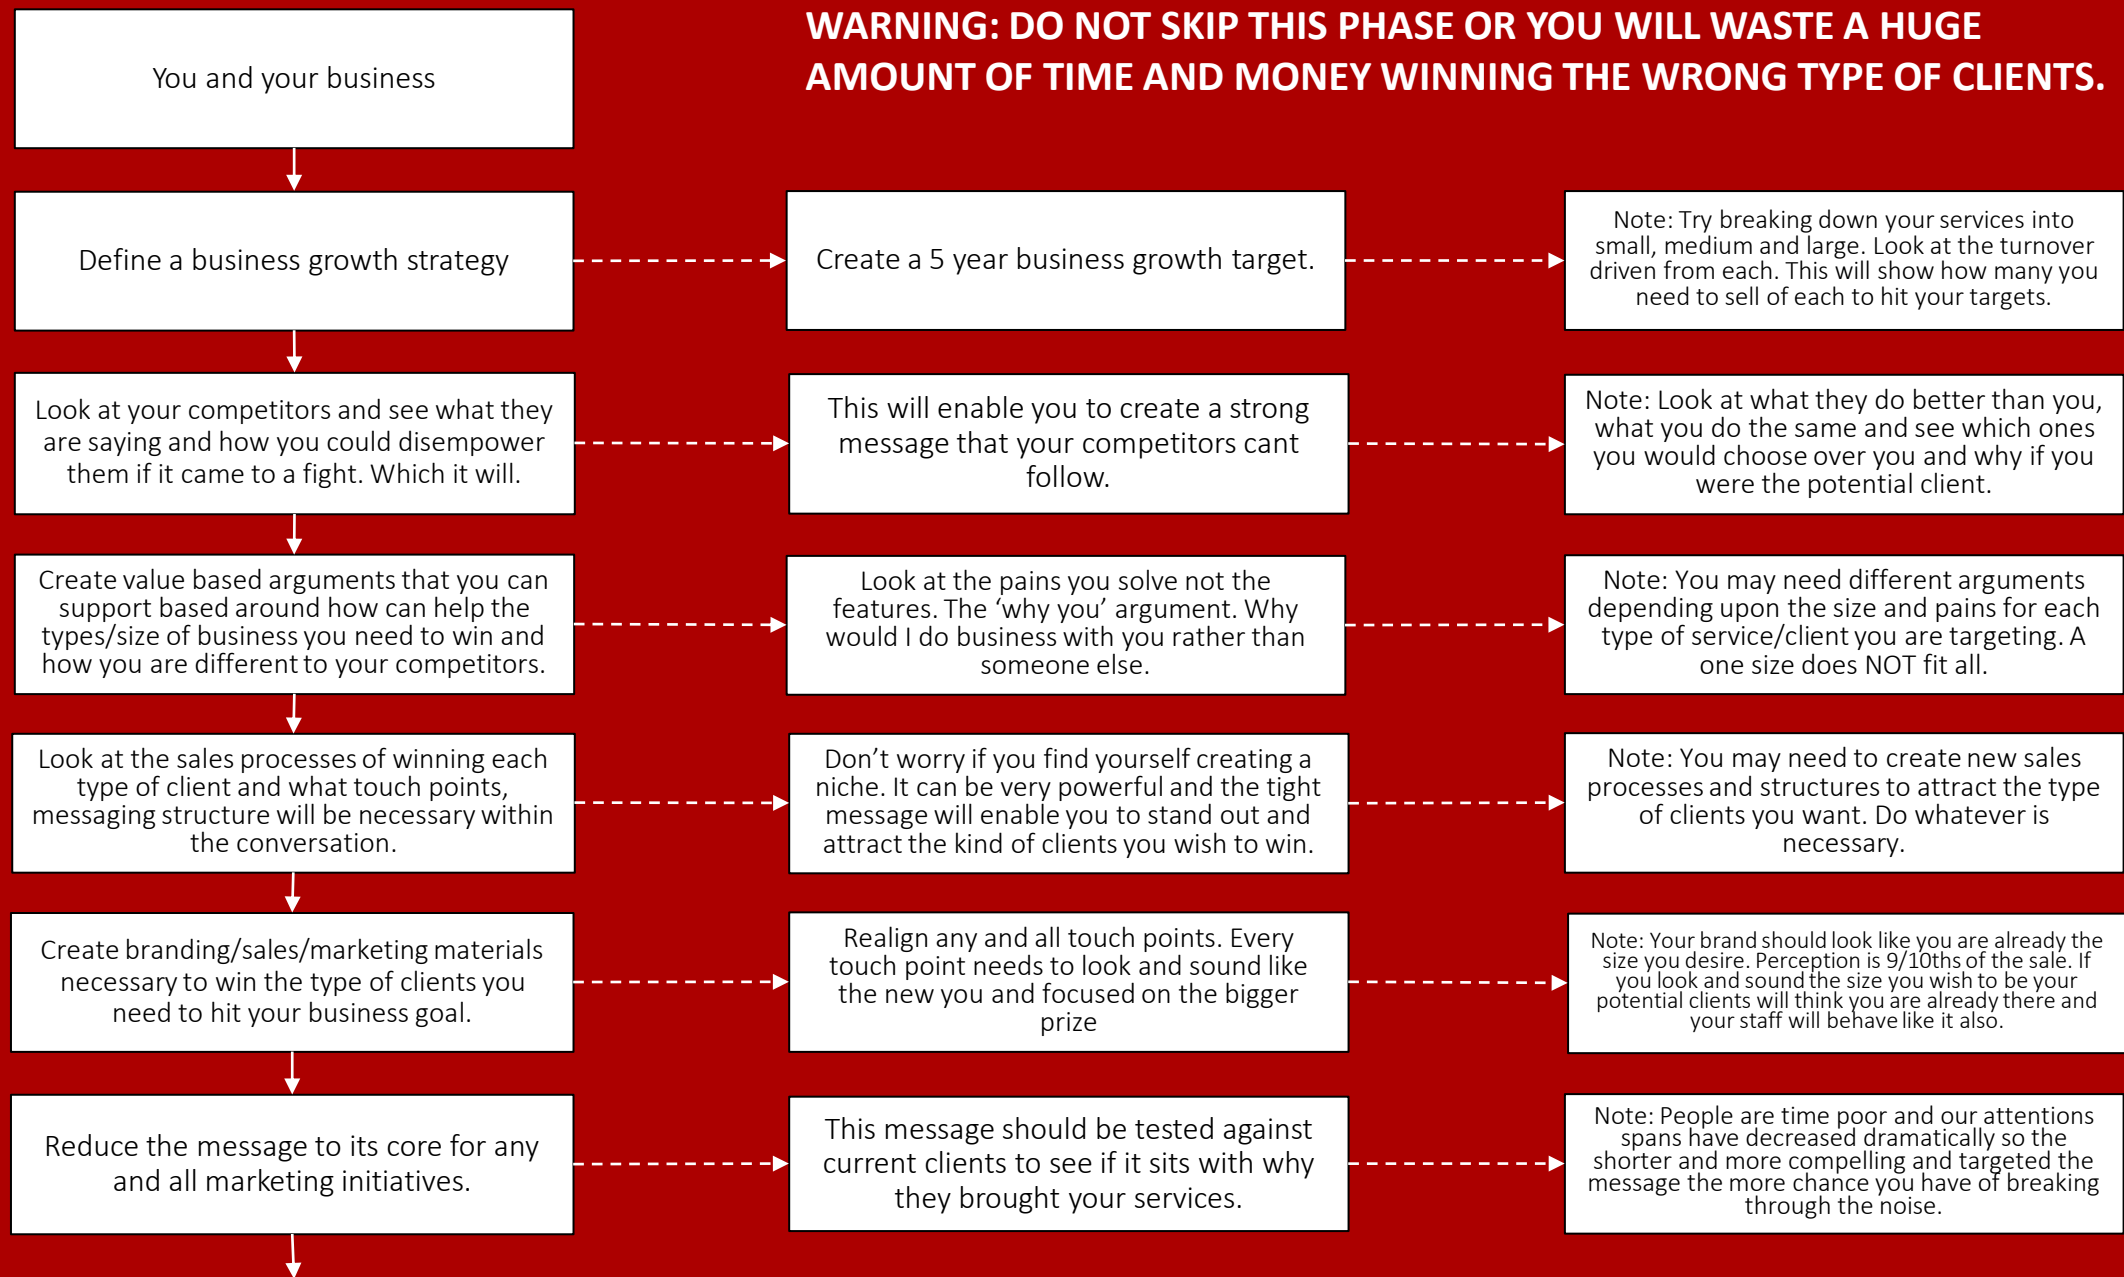 WARNING: DO NOT SKIP THIS PHASE OR YOU WILL WASTE A HUGE
AMOUNT OF TIME AND MONEY WINNING THE WRONG TYPE OF CLIENTS.
You and your business
Define a business growth strategy
Create a 5 year business growth target.
Note: Try breaking down your services into
small, medium and large. Look at the turnover
driven from each. This will show how many you
need to sell of each to hit your targets.
Look at your competitors and see what they
are saying and how you could disempower
them if it came to a fight. Which it will.
This will enable you to create a strong
message that your competitors cant
follow.
Note: Look at what they do better than you,
what you do the same and see which ones
you would choose over you and why if you
were the potential client.
Create value based arguments that you can
support based around how can help the
types/size of business you need to win and
how you are different to your competitors.
Look at the pains you solve not the
features. The ‘why you’ argument. Why
would I do business with you rather than
someone else.
Note: You may need different arguments
depending upon the size and pains for each
type of service/client you are targeting. A
one size does NOT fit all.
Look at the sales processes of winning each
type of client and what touch points,
messaging structure will be necessary within
the conversation.
Don’t worry if you find yourself creating a
niche. It can be very powerful and the tight
message will enable you to stand out and
attract the kind of clients you wish to win.
Note: You may need to create new sales
processes and structures to attract the type
of clients you want. Do whatever is
necessary.
Create branding/sales/marketing materials
necessary to win the type of clients you
need to hit your business goal.
Realign any and all touch points. Every
touch point needs to look and sound like
the new you and focused on the bigger
prize
Note: Your brand should look like you are already the
size you desire. Perception is 9/10ths of the sale. If
you look and sound the size you wish to be your
potential clients will think you are already there and
your staff will behave like it also.
Reduce the message to its core for any
and all marketing initiatives.
This message should be tested against
current clients to see if it sits with why
they brought your services.
Note: People are time poor and our attentions
spans have decreased dramatically so the
shorter and more compelling and targeted the
message the more chance you have of breaking
through the noise.